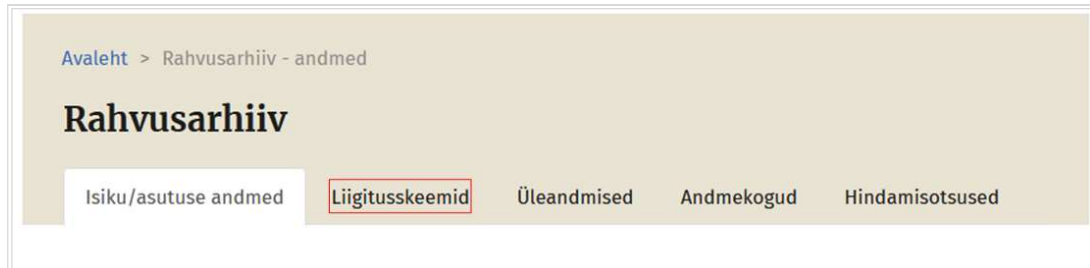 Avaleht > Rahvusarhiiv - andmed
Rahvusarhiiv
Isiku/asutuse andmed Liigitusskeemid Üleandmised Andmekogud Hindamisotsused